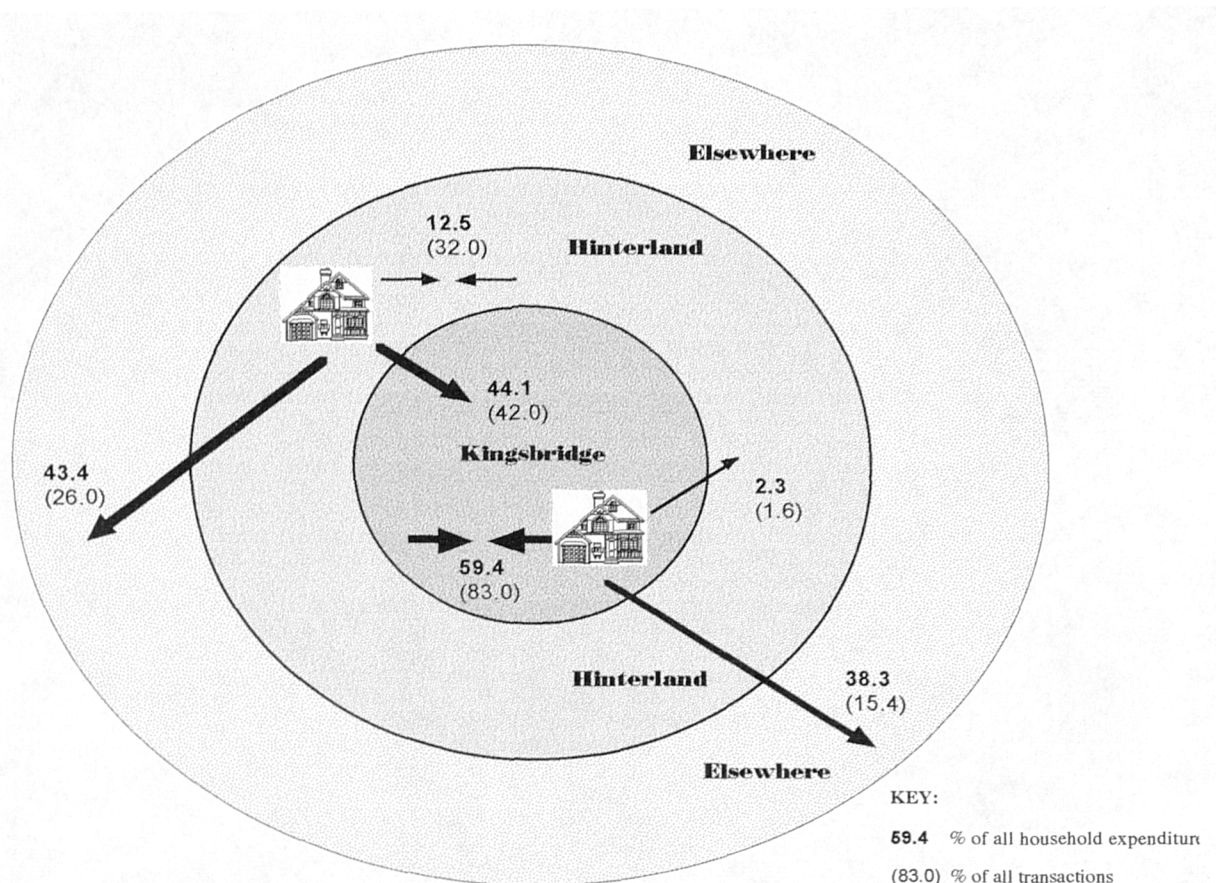 Elsewhere
12.5
(32.0)
Hinterland
44.1
(42.0)
Kingsbridge
43.4
(26.0)
2.3
(1.6)
59.4
(83.0)
Hinterland
38.3
(15.4)
Elsewhere
KEY:
59.4 % of all household expenditure
(83.0) % of all transactions